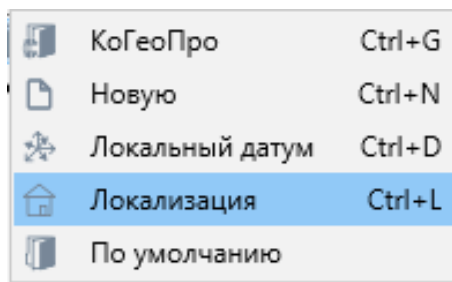 КоГеоПро Ctrl+G
Новую Ctrl+N
Локальный датум Ctrl+D
Локализация Ctrl+L
По умолчанию